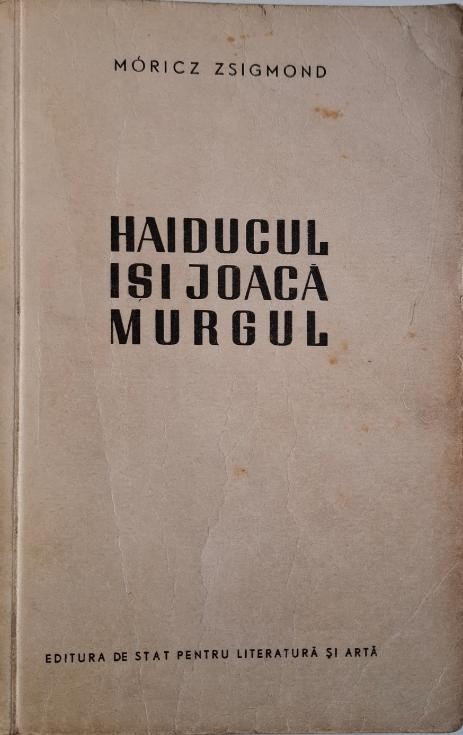 MÓRICZ ZSIGMOND
HAIDUCUL
IȘI JOACĂ
MURGUL
EDITURA DE STAT PENTRU LITERATURĂ ȘI ARTĂ